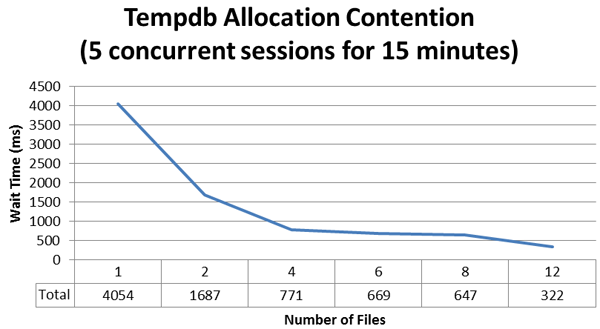 Tempdb Allocation Contention
(5 concurrent sessions for 15 minutes)
4500
4000
3500
3000
2500
2000
1500
1000
500
0
Wait Time (ms)
1 2 4 6 8 12
Total 4054 1687 771 669 647 322
Number of Files